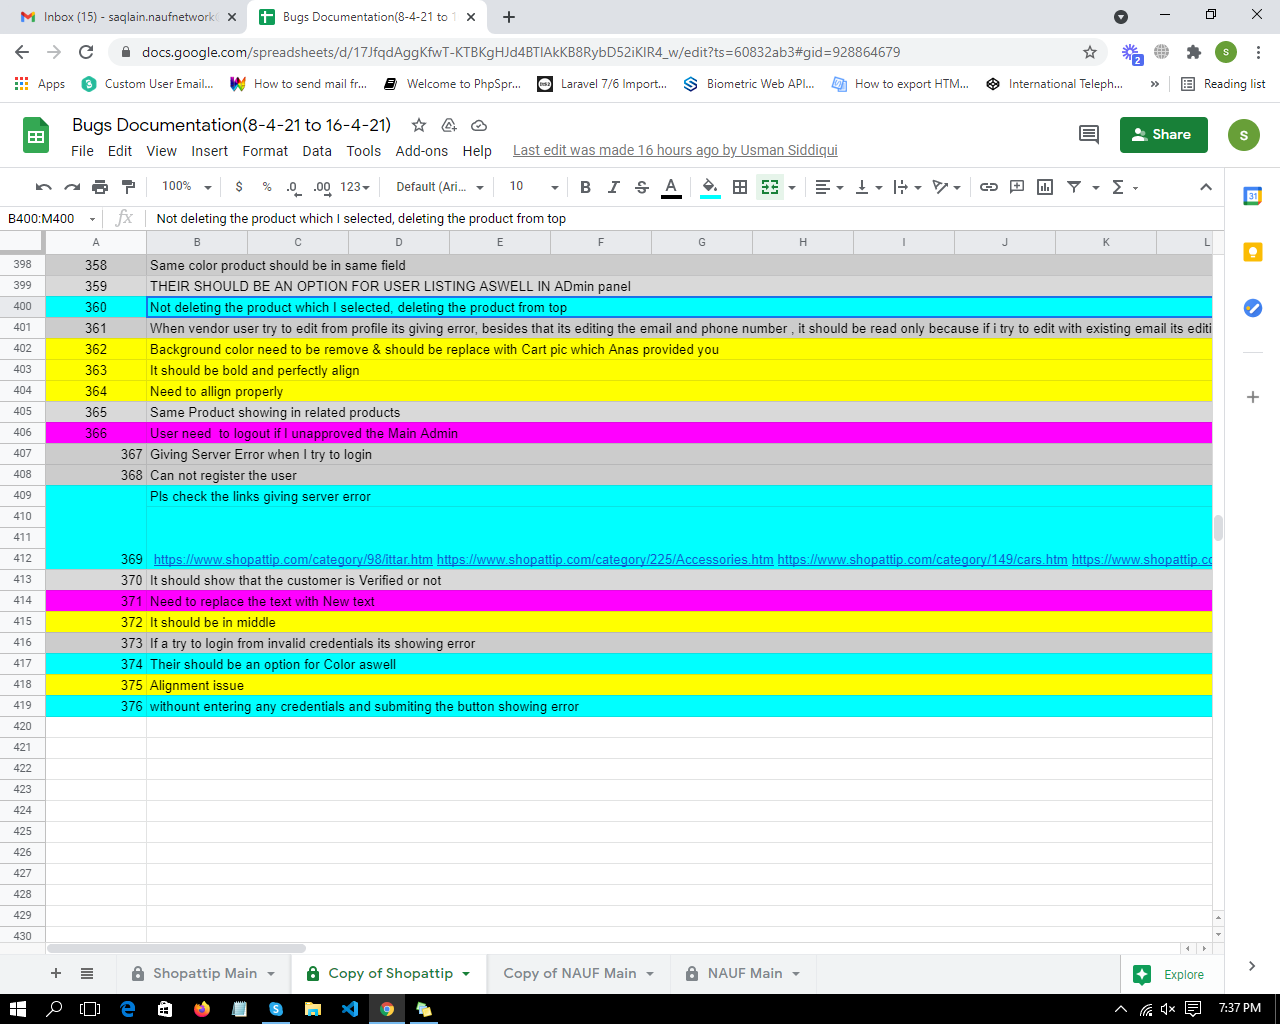 Inbox (15) - saqlain.naufnetwork
Bugs Documentation(8-4-21 to 1
docs.google.com/spreadsheets/d/17JfqdAggKfwT-KTBKgHJd4BTlAkKB8RybD52iKlR4_w/edit?ts=60832ab3#gid=928864679
S
2
Apps
Custom User Email...
How to send mail fr...
Welcome to PhpSpr...
Laravel 7/6 Import...
Biometric Web API...
How to export HTM...
International Teleph...
»
Reading list
Bugs Documentation(8-4-21 to 16-4-21)
Share
S
File Edit View Insert Format Data Tools Add-ons Help Last edit was made 16 hours ago by Usman Siddiqui
100% $ % .0 .00 123 Default (Ari... 10 B I S A
31
B400:M400 fx Not deleting the product which I selected, deleting the product from top
A B C D E F G H I J K L
398 358 Same color product should be in same field
399 359 THEIR SHOULD BE AN OPTION FOR USER LISTING ASWELL IN ADmin panel
400 360 Not deleting the product which I selected, deleting the product from top
401 361 When vendor user try to edit from profile its giving error, besides that its editing the email and phone number , it should be read only because if i try to edit with existing email its editi
402 362 Background color need to be remove & should be replace with Cart pic which Anas provided you
403 363 It should be bold and perfectly align
404 364 Need to allign properly
405 365 Same Product showing in related products
406 366 User need  to logout if I unapproved the Main Admin
407 367 Giving Server Error when I try to login
408 368 Can not register the user
409 Pls check the links giving server error
410
411
412 369 https://www.shopattip.com/category/98/ittar.htm https://www.shopattip.com/category/225/Accessories.htm https://www.shopattip.com/category/149/cars.htm https://www.shopattip.co
413 370 It should show that the customer is Verified or not
414 371 Need to replace the text with New text
415 372 It should be in middle
416 373 If a try to login from invalid credentials its showing error
417 374 Their should be an option for Color aswell
418 375 Alignment issue
419 376 withount entering any credentials and submiting the button showing error
420
421
422
423
424
425
426
427
428
429
430
Shopattip Main
Copy of Shopattip
Copy of NAUF Main
NAUF Main
Explore
7:37 PM